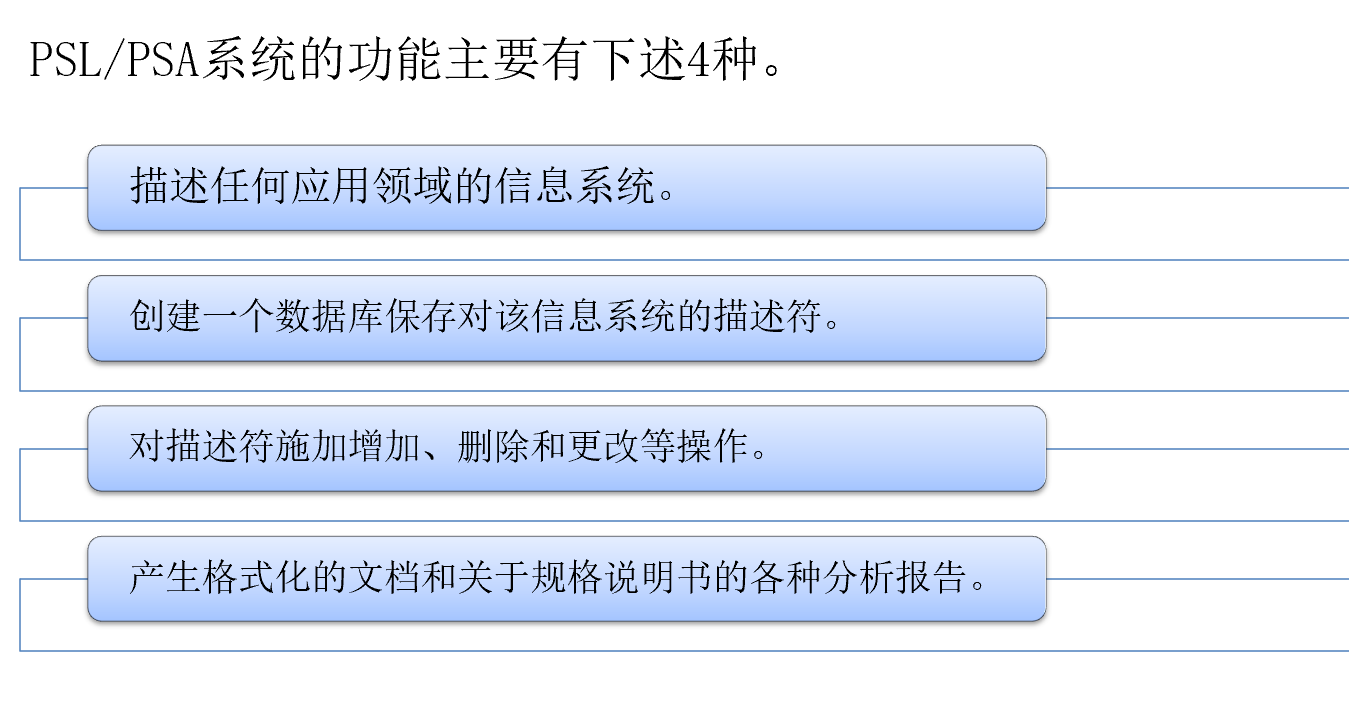 PSL/PSA系统的功能主要有下述4种。
描述任何应用领域的信息系统。
创建一个数据库保存对该信息系统的描述符。
对描述符施加增加、删除和更改等操作。
产生格式化的文档和关于规格说明书的各种分析报告。